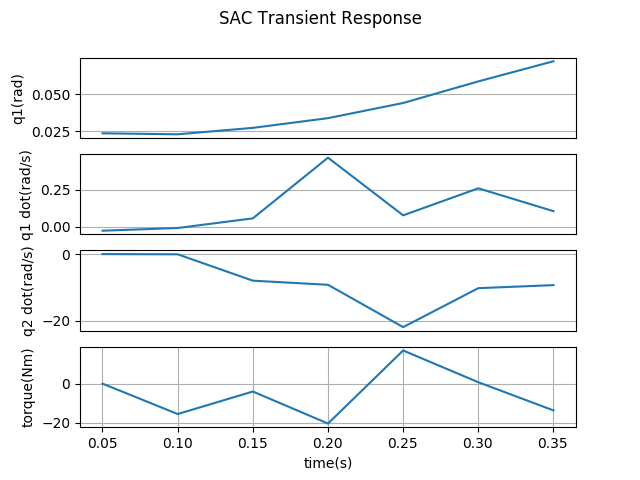 SAC Transient Response
q1(rad)
0.050
0.025
q1 dot(rad/s)
0.25
0.00
q2 dot(rad/s)
0
−20
torque(Nm)
0
−20
0.05 0.10 0.15 0.20 0.25 0.30 0.35
time(s)